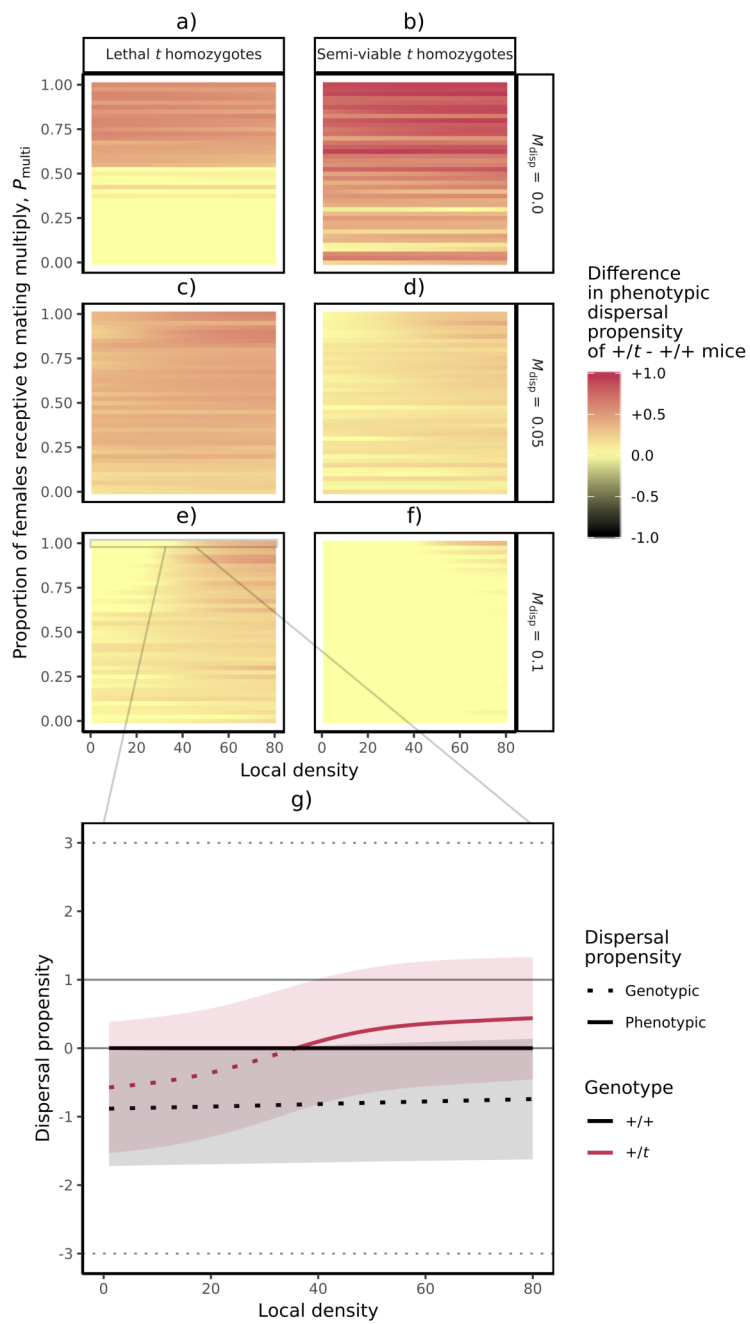 a)
b)
Lethal t homozygotes
Semi-viable t homozygotes
1.00
0.75
0.50
0.25
0.00
M_disp = 0.0
c)
d)
1.00
0.75
0.50
0.25
0.00
M_disp = 0.05
e)
f)
1.00
0.75
0.50
0.25
0.00
M_disp = 0.1
Proportion of females receptive to mating multiply, P_multi
0 20 40 60 80
0 20 40 60 80
Local density
Difference
in phenotypic
dispersal
propensity
of +/t - +/+ mice
+1.0
+0.5
0.0
-0.5
-1.0
g)
3
2
1
0
-1
-2
-3
Dispersal propensity
0 20 40 60 80
Local density
Dispersal
propensity
Genotypic
Phenotypic
Genotype
+/+
+/t